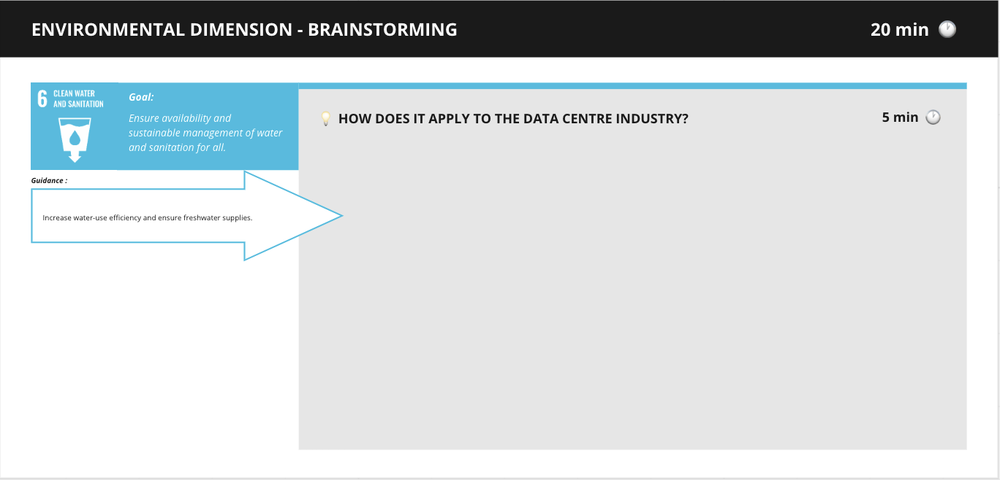 ENVIRONMENTAL DIMENSION - BRAINSTORMING
20 min
6 CLEAN WATER
AND SANITATION
Goal:
Ensure availability and
sustainable management of water
and sanitation for all.
HOW DOES IT APPLY TO THE DATA CENTRE INDUSTRY?
5 min
Guidance :
Increase water-use efficiency and ensure freshwater supplies.